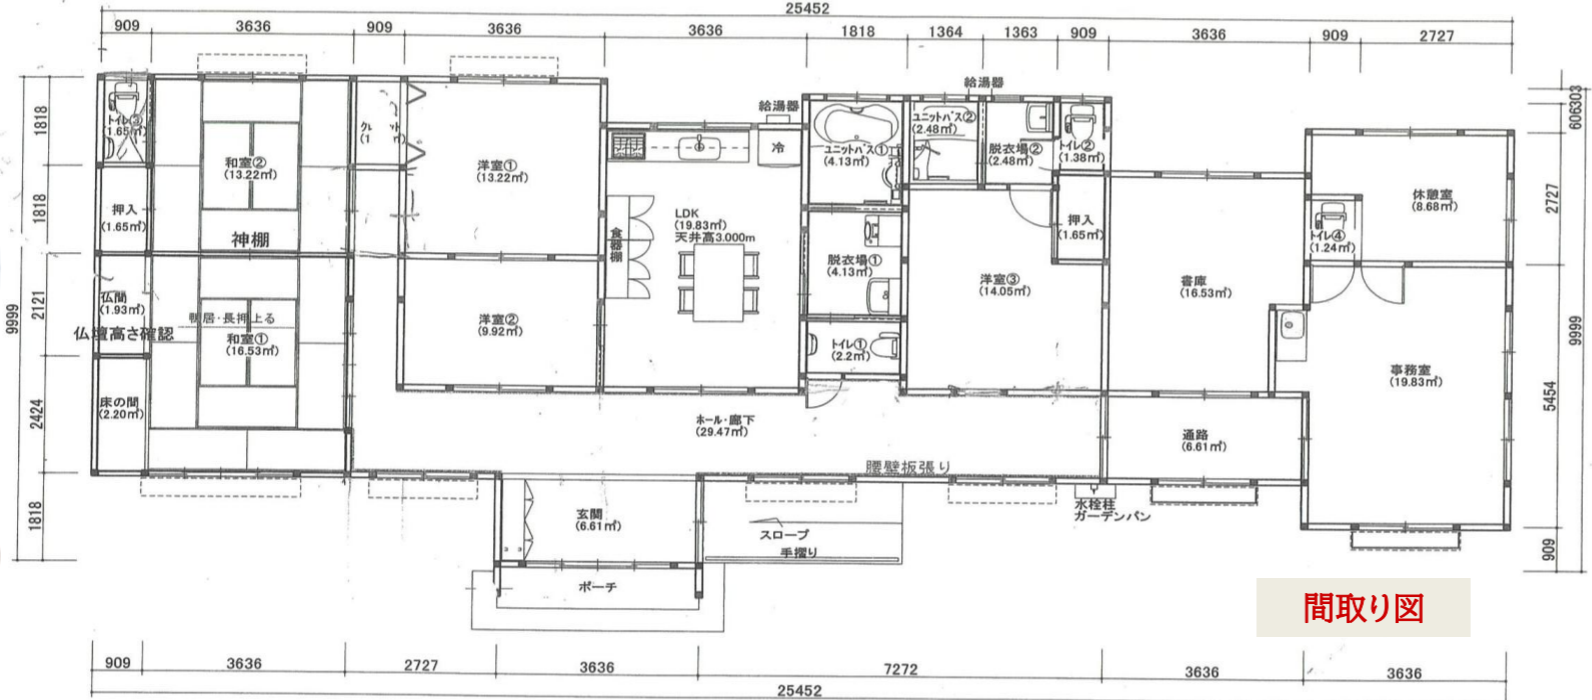 25452
909 3636 909 3636 3636 1818 1364 1363 909 3636 909 2727
給湯器
給湯器
1818
1818
2121
2424
1818
9999
606
303
2727
5454
909
9999
トイレ③
(1.65㎡)
和室②
(13.22㎡)
押入
(1.65㎡)
神棚
洋室①
(13.22㎡)
冷
LDK
(19.83㎡)
天井高3.000m
食器棚
ユニットバス①
(4.13㎡)
ユニットバス②
(2.48㎡)
脱衣場②
(2.48㎡)
トイレ②
(1.38㎡)
押入
(1.65㎡)
休憩室
(8.68㎡)
トイレ④
(1.24㎡)
仏間
(1.93㎡)
仏壇高さ確認
鴨居・長押上る
和室①
(16.53㎡)
洋室②
(9.92㎡)
脱衣場①
(4.13㎡)
トイレ①
(2.2㎡)
洋室③
(14.05㎡)
書庫
(16.53㎡)
事務室
(19.83㎡)
床の間
(2.20㎡)
ホール・廊下
(29.47㎡)
腰壁板張り
通路
(6.61㎡)
玄関
(6.61㎡)
スロープ
手摺り
水栓柱
ガーデンパン
ポーチ
間取り図
909 3636 2727 3636 7272 3636 3636
25452